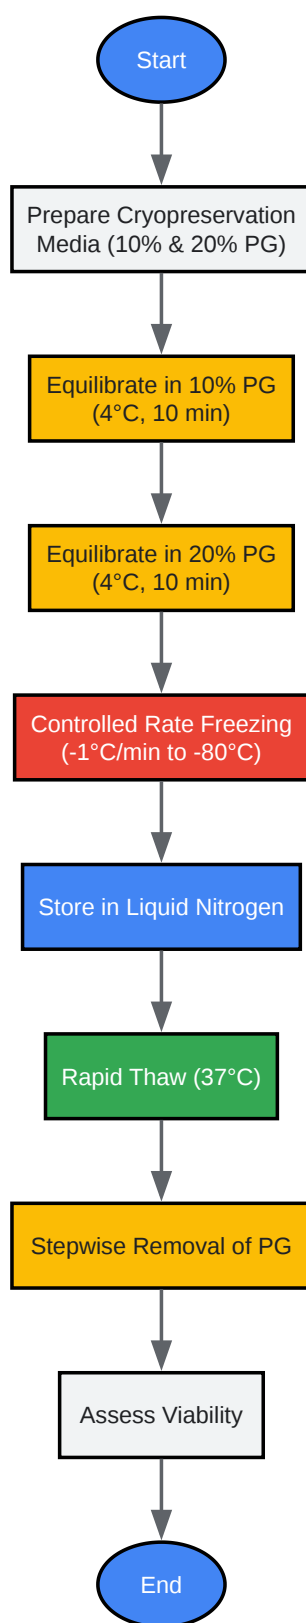 Start
Prepare Cryopreservation
Media (10% & 20% PG)
Equilibrate in 10% PG
(4°C, 10 min)
Equilibrate in 20% PG
(4°C, 10 min)
Controlled Rate Freezing
(-1°C/min to -80°C)
Store in Liquid Nitrogen
Rapid Thaw (37°C)
Stepwise Removal of PG
Assess Viability
End